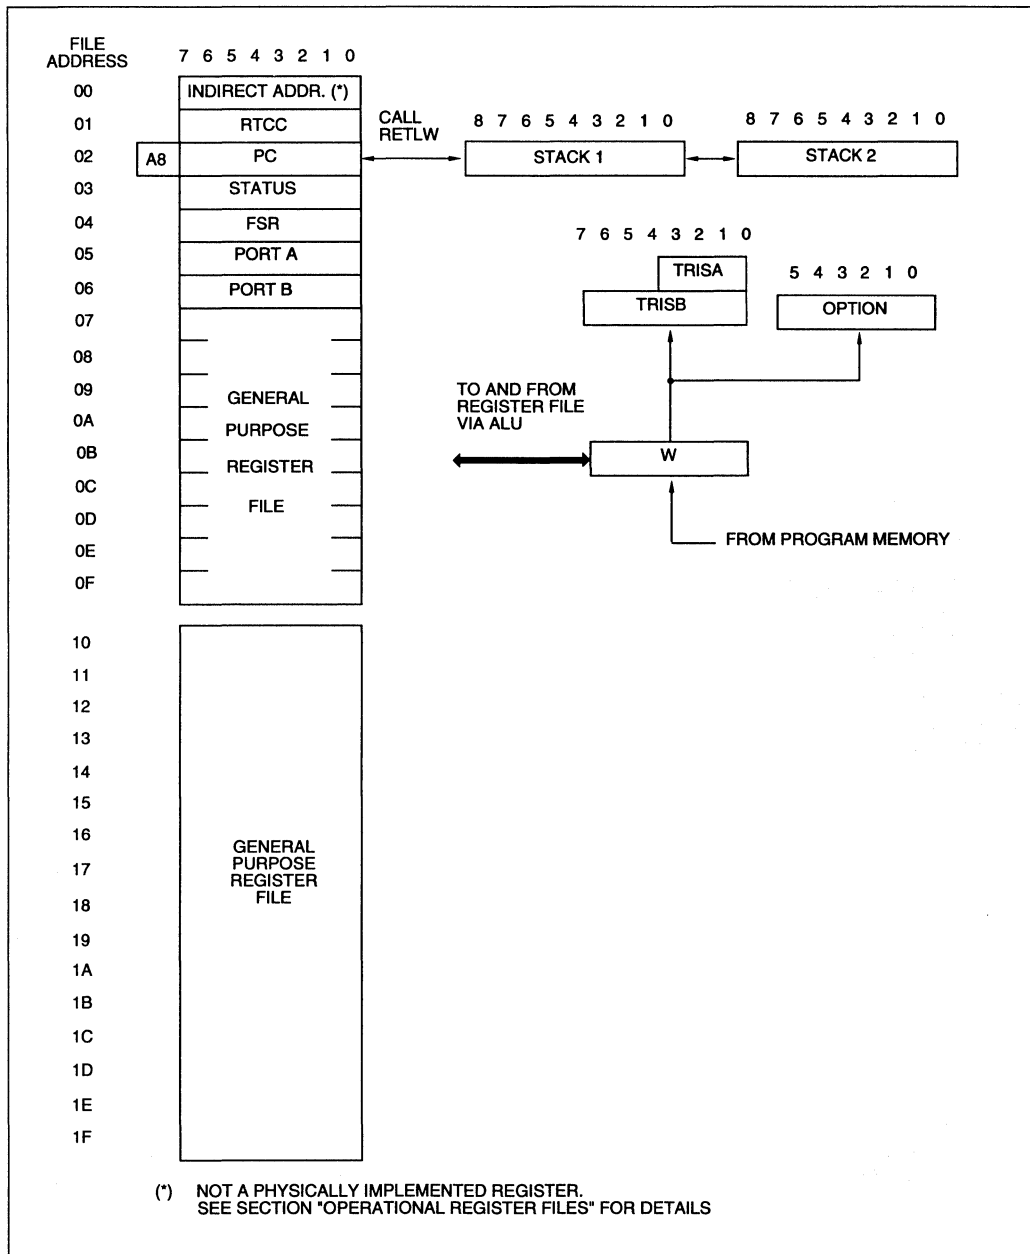 FILE
ADDRESS
7 6 5 4 3 2 1 0
00
INDIRECT ADDR. (*)
01
RTCC
CALL
RETLW
8 7 6 5 4 3 2 1 0
8 7 6 5 4 3 2 1 0
02
A8
PC
STACK 1
STACK 2
03
STATUS
04
FSR
05
PORT A
06
PORT B
7 6 5 4 3 2 1 0
TRISA
TRISB
5 4 3 2 1 0
OPTION
07
08
09
0A
0B
0C
0D
0E
0F
GENERAL
PURPOSE
REGISTER
FILE
TO AND FROM
REGISTER FILE
VIA ALU
W
FROM PROGRAM MEMORY
10
11
12
13
14
15
16
17
18
19
1A
1B
1C
1D
1E
1F
GENERAL
PURPOSE
REGISTER
FILE
(*) NOT A PHYSICALLY IMPLEMENTED REGISTER.
SEE SECTION "OPERATIONAL REGISTER FILES" FOR DETAILS